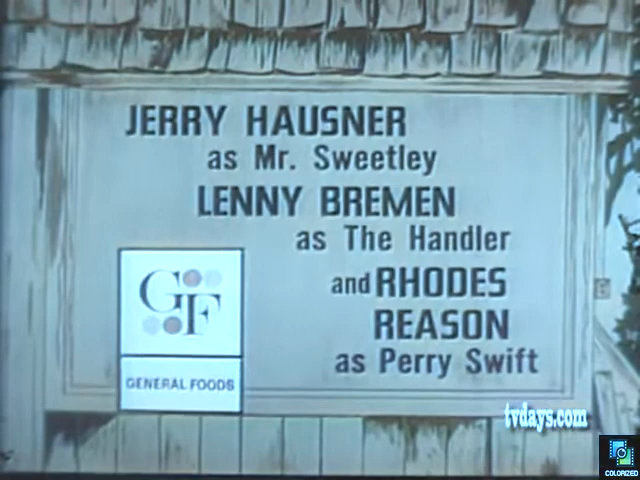 JERRY HAUSNER
as Mr. Sweetley
LENNY BREMEN
as The Handler
and RHODES
REASON
as Perry Swift
GF
GENERAL FOODS
tvdays.com
COLORIZED